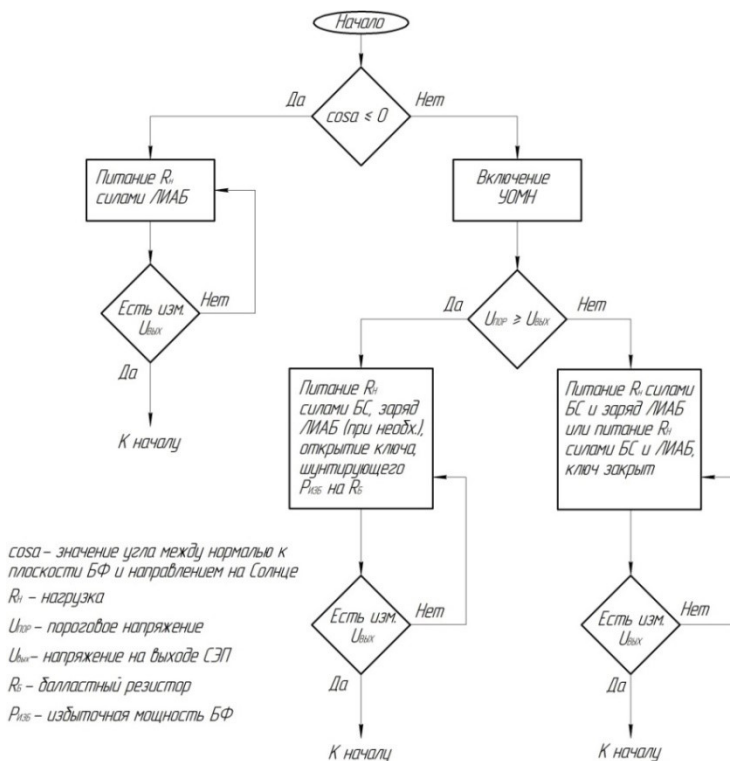 Начало
Да
Нет
cosa ≤ 0
Питание Rн
силами ЛИАБ
Включение
УОМН
Есть изм.
Uвых
Нет
Да
К началу
Да
Нет
Uпор ≥ Uвых
Питание Rн
силами БС, заряд
ЛИАБ (при необх.),
открытие ключа,
шунтирующего
Pизб на Rб
Питание Rн силами
БС и заряд ЛИАБ
или питание Rн
силами БС и ЛИАБ,
ключ закрыт
Есть изм.
Uвых
Нет
Да
К началу
Есть изм.
Uвых
Нет
Да
К началу
cosa – значение угла между нормалью к
плоскости БФ и направлением на Солнце
Rн – нагрузка
Uпор – пороговое напряжение
Uвых – напряжение на выходе СЭП
Rб – балластный резистор
Pизб – избыточная мощность БФ